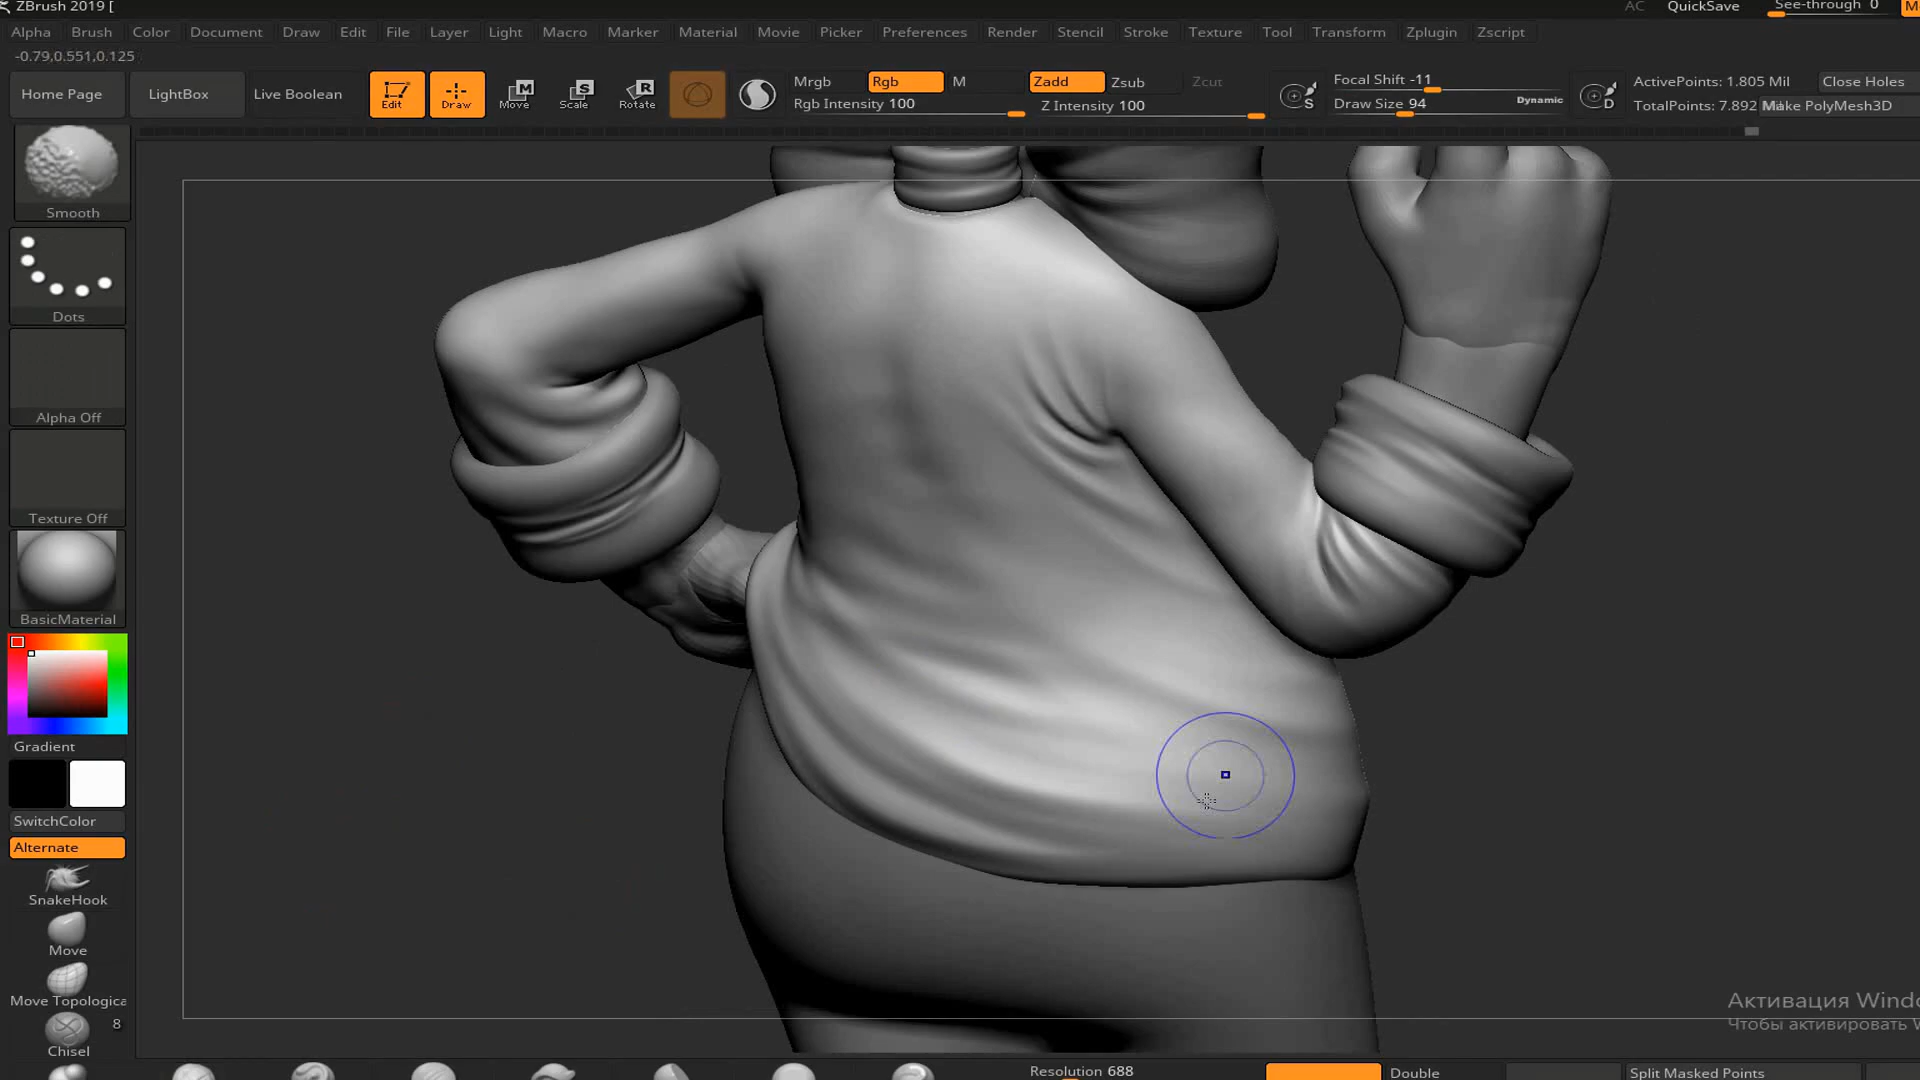 ZBrush 2019 [
AC QuickSave See-through 0
Alpha Brush Color Document Draw Edit File Layer Light Macro Marker Material Movie Picker Preferences Render Stencil Stroke Texture Tool Transform Zplugin Zscript
-0.79,0.551,0.125
Home Page LightBox Live Boolean Edit Draw Move Scale Rotate
Mrgb Rgb M Zadd Zsub Zcut
Rgb Intensity 100 Z Intensity 100
S Focal Shift -11
Draw Size 94 Dynamic D
ActivePoints: 1.805 Mil Close Holes
TotalPoints: 7.892 Mil Make PolyMesh3D
Smooth
Dots
Alpha Off
Texture Off
BasicMaterial
Gradient
SwitchColor
Alternate
SnakeHook
Move
Move Topologica
8
Chisel
Активация Windo
Чтобы активировать W
Resolution 688 Double Split Masked Points